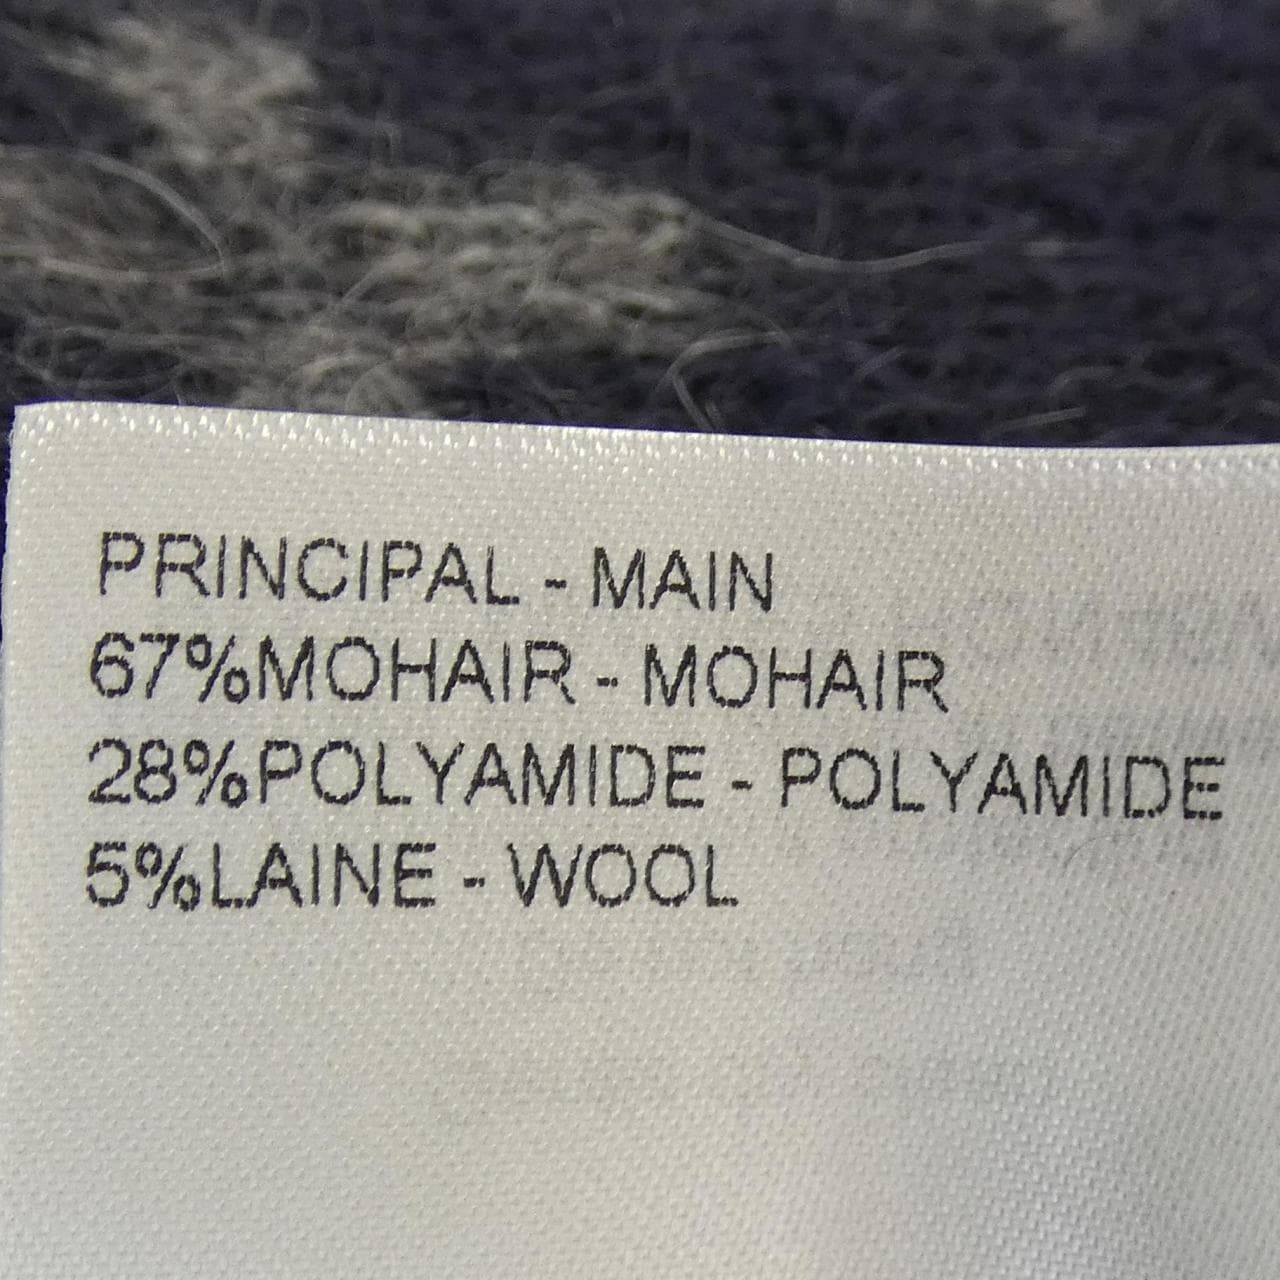 PRINCIPAL - MAIN
67%MOHAIR - MOHAIR
28%POLYAMIDE - POLYAMIDE
5%LAINE - WOOL